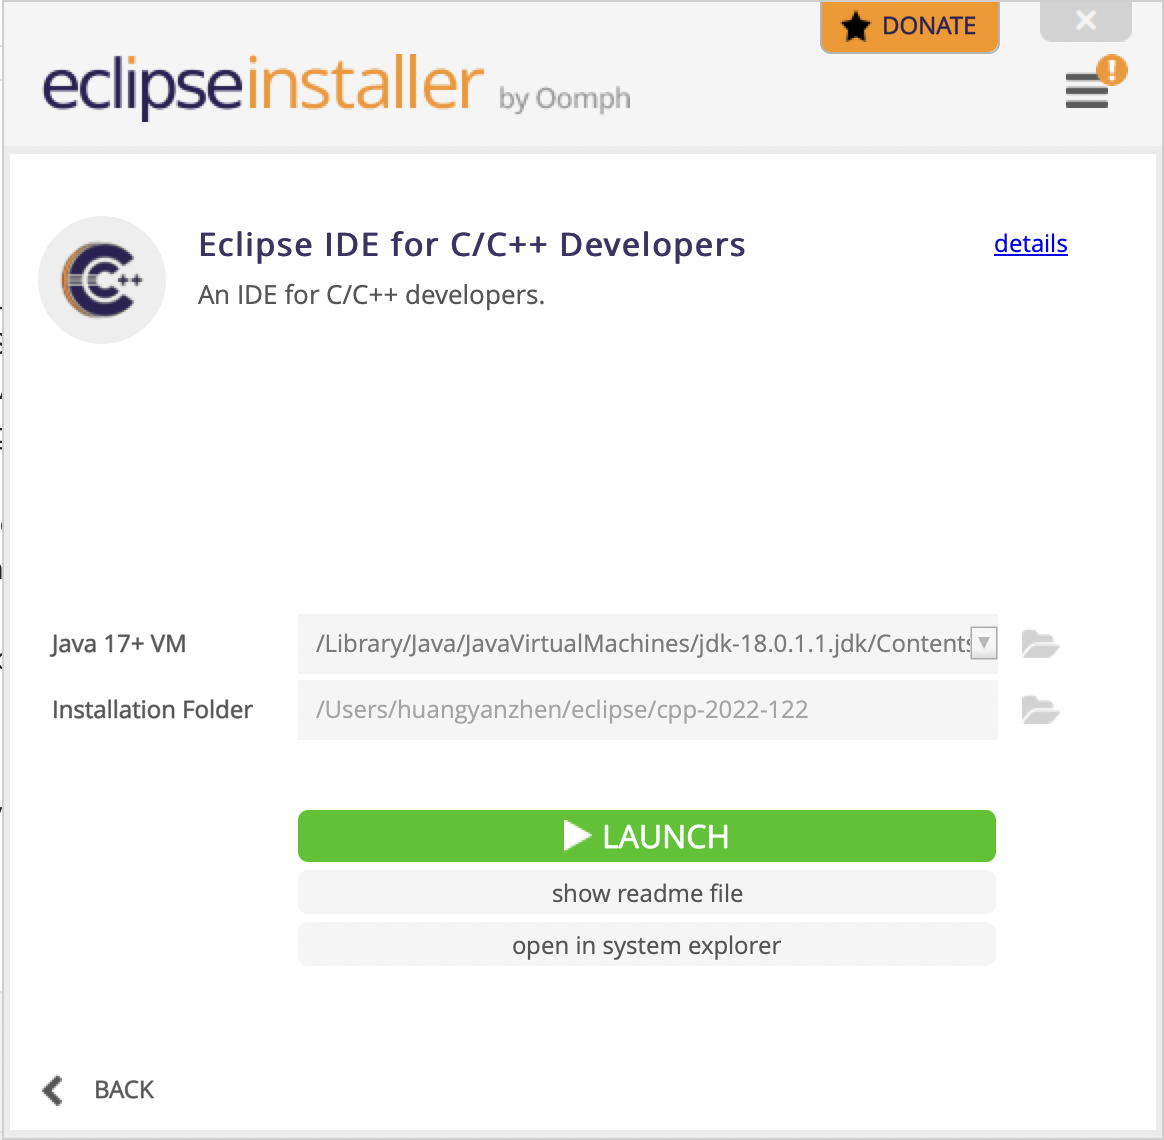 DONATE
eclipseinstaller by Oomph
Eclipse IDE for C/C++ Developers
details
An IDE for C/C++ developers.
Java 17+ VM
/Library/Java/JavaVirtualMachines/jdk-18.0.1.1.jdk/Contents
Installation Folder
/Users/huangyanzhen/eclipse/cpp-2022-122
LAUNCH
show readme file
open in system explorer
BACK